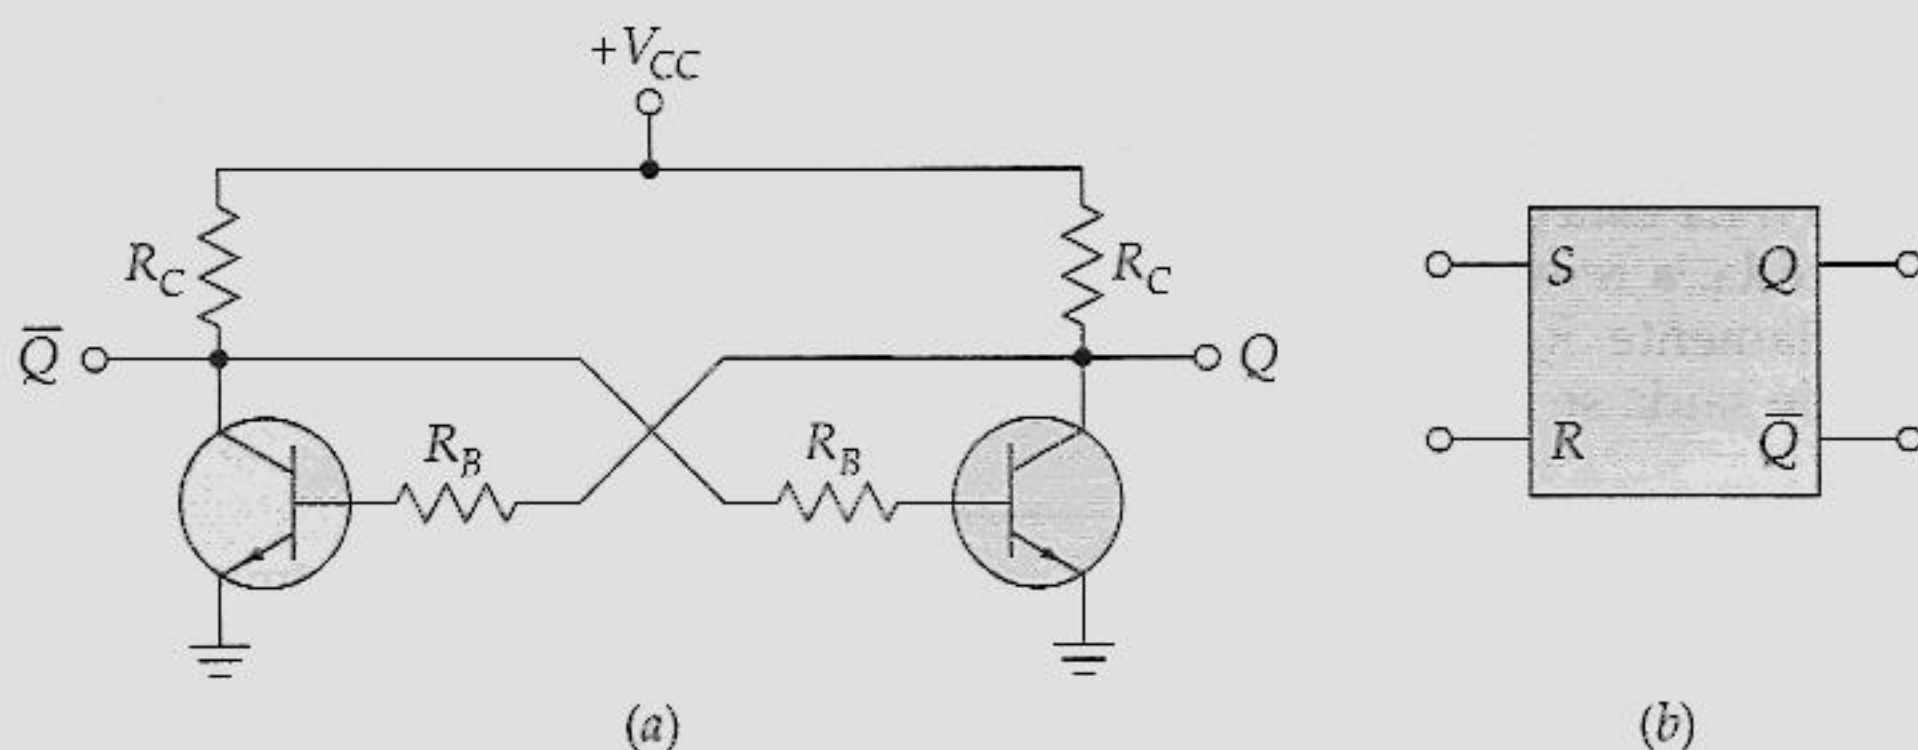 +V_CC
R_C
R_C
Q̅
Q
R_B
R_B
(a)
S
Q
R
Q̅
(b)